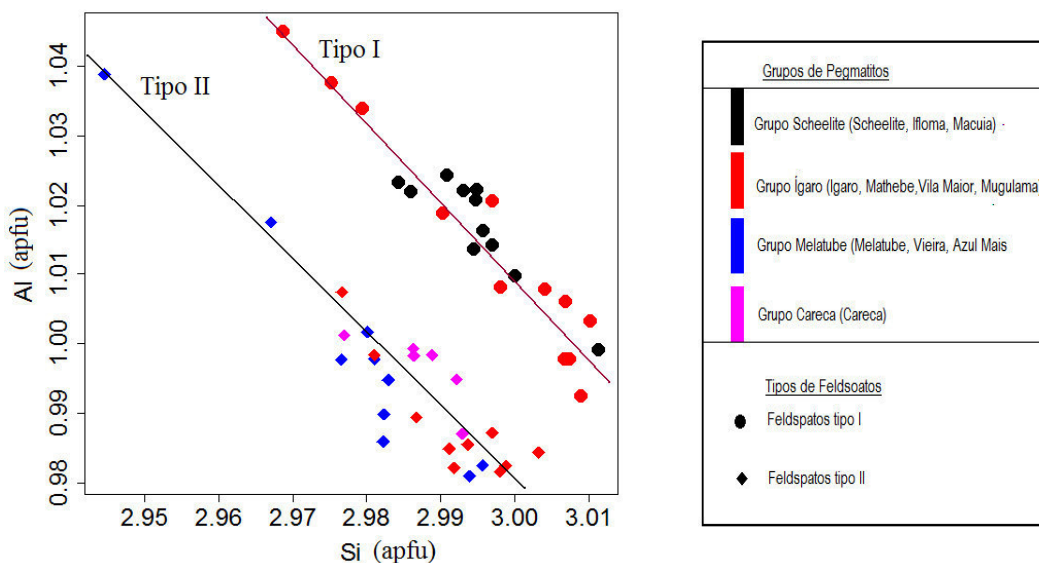 Tipo I
Tipo II
Al (apfu)
1.04
1.03
1.02
1.01
1.00
0.99
0.98
2.95 2.96 2.97 2.98 2.99 3.00 3.01
Si (apfu)
Grupos de Pegmatitos
Grupo Scheelite (Scheelite, Ifloma, Macuia)
Grupo Ígaro (Igaro, Mathebe,Vila Maior, Mugulama)
Grupo Melatube (Melatube, Vieira, Azul Mais
Grupo Careca (Careca)
Tipos de Feldsoatos
Feldspatos tipo I
Feldspatos tipo II